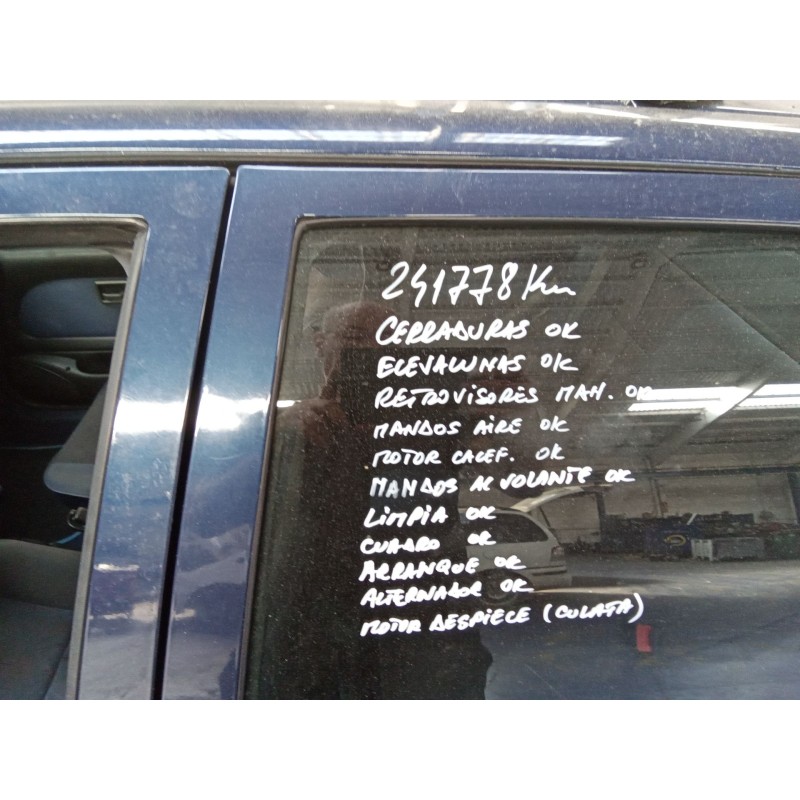 241778 Km
CERRADURAS OK
ELEVALUNAS OK
RETROVISORES MAN. OK
MANDOS AIRE OK
MOTOR CALEF. OK
MANDOS AL VOLANTE OK
LIMPIA OK
CUADRO OK
ARRANQUE OK
ALTERNADOR OK
MOTOR DESPIECE (CULATA)